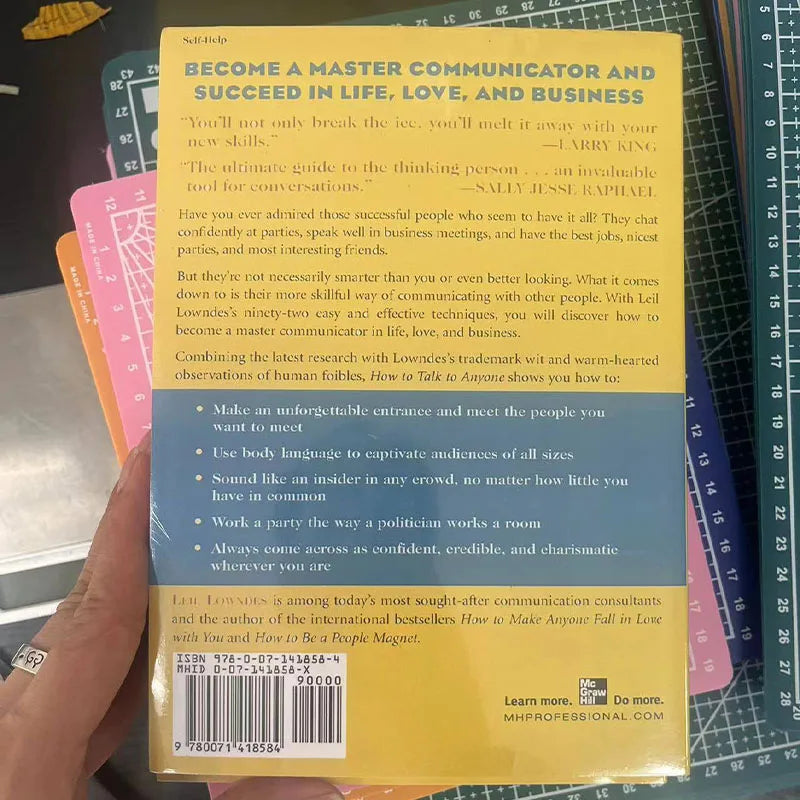 Self-Help
BECOME A MASTER COMMUNICATOR AND
SUCCEED IN LIFE, LOVE, AND BUSINESS
"You'll not only break the ice, you'll melt it away with your
new skills."
—LARRY KING
"The ultimate guide to the thinking person . . . an invaluable
tool for conversations."
—SALLY JESSE RAPHAEL
Have you ever admired those successful people who seem to have it all? They chat
confidently at parties, speak well in business meetings, and have the best jobs, nicest
parties, and most interesting friends.
But they're not necessarily smarter than you or even better looking. What it comes
down to is their more skillful way of communicating with other people. With Leil
Lowndes's ninety-two easy and effective techniques, you will discover how to
become a master communicator in life, love, and business.
Combining the latest research with Lowndes's trademark wit and warm-hearted
observations of human foibles, How to Talk to Anyone shows you how to:
• Make an unforgettable entrance and meet the people you
want to meet
• Use body language to captivate audiences of all sizes
• Sound like an insider in any crowd, no matter how little you
have in common
• Work a party the way a politician works a room
• Always come across as confident, credible, and charismatic
wherever you are
LEIL LOWNDES is among today's most sought-after communication consultants
and the author of the international bestsellers How to Make Anyone Fall in Love
with You and How to Be a People Magnet.
ISBN 978-0-07-141858-4
MHID 0-07-141858-X
90000
9 780071 418584
Learn more. Mc Graw Hill Do more.
MHPROFESSIONAL.COM
MADE IN CHINA
MADE IN CHINA